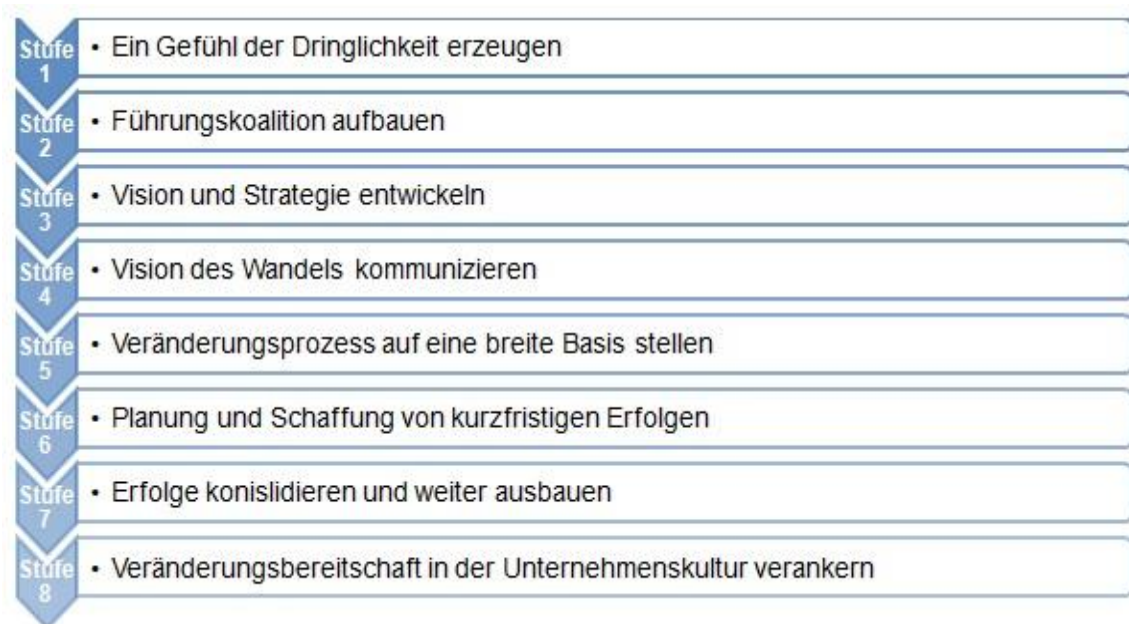 Stufe
1
• Ein Gefühl der Dringlichkeit erzeugen
Stufe
2
• Führungskoalition aufbauen
Stufe
3
• Vision und Strategie entwickeln
Stufe
4
• Vision des Wandels kommunizieren
Stufe
5
• Veränderungsprozess auf eine breite Basis stellen
Stufe
6
• Planung und Schaffung von kurzfristigen Erfolgen
Stufe
7
• Erfolge konislidieren und weiter ausbauen
Stufe
8
• Veränderungsbereitschaft in der Unternehmenskultur verankern